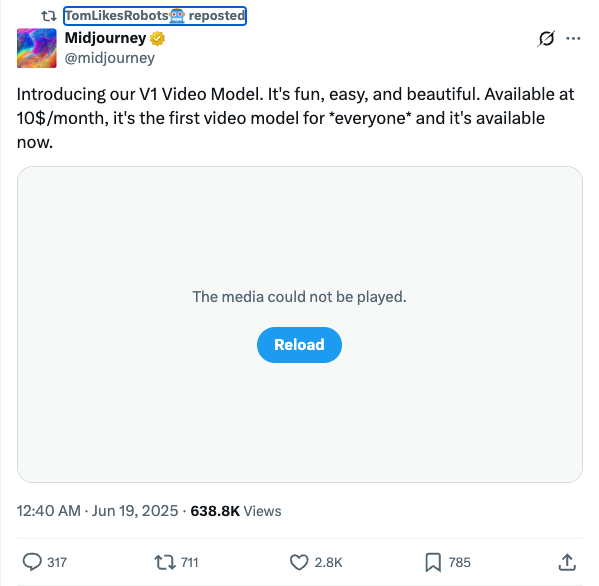 TomLikesRobots🤖 reposted
Midjourney
@midjourney
Introducing our V1 Video Model. It's fun, easy, and beautiful. Available at
10$/month, it's the first video model for *everyone* and it's available
now.
The media could not be played.
Reload
12:40 AM · Jun 19, 2025 · 638.8K Views
317 711 2.8K 785